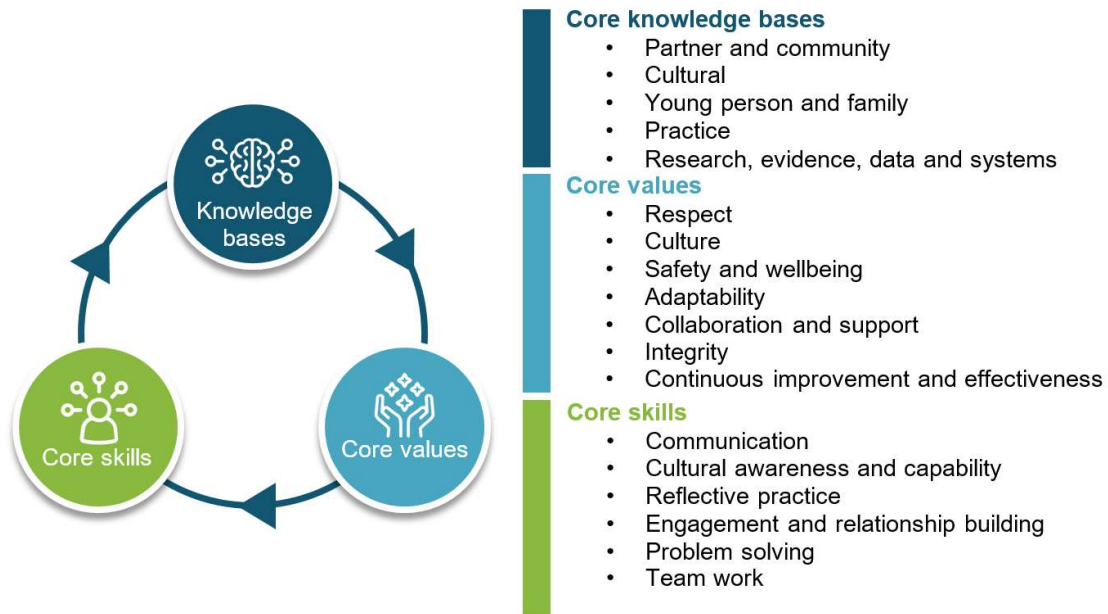 Knowledge
bases
Core skills
Core values
Core knowledge bases
• Partner and community
• Cultural
• Young person and family
• Practice
• Research, evidence, data and systems
Core values
• Respect
• Culture
• Safety and wellbeing
• Adaptability
• Collaboration and support
• Integrity
• Continuous improvement and effectiveness
Core skills
• Communication
• Cultural awareness and capability
• Reflective practice
• Engagement and relationship building
• Problem solving
• Team work